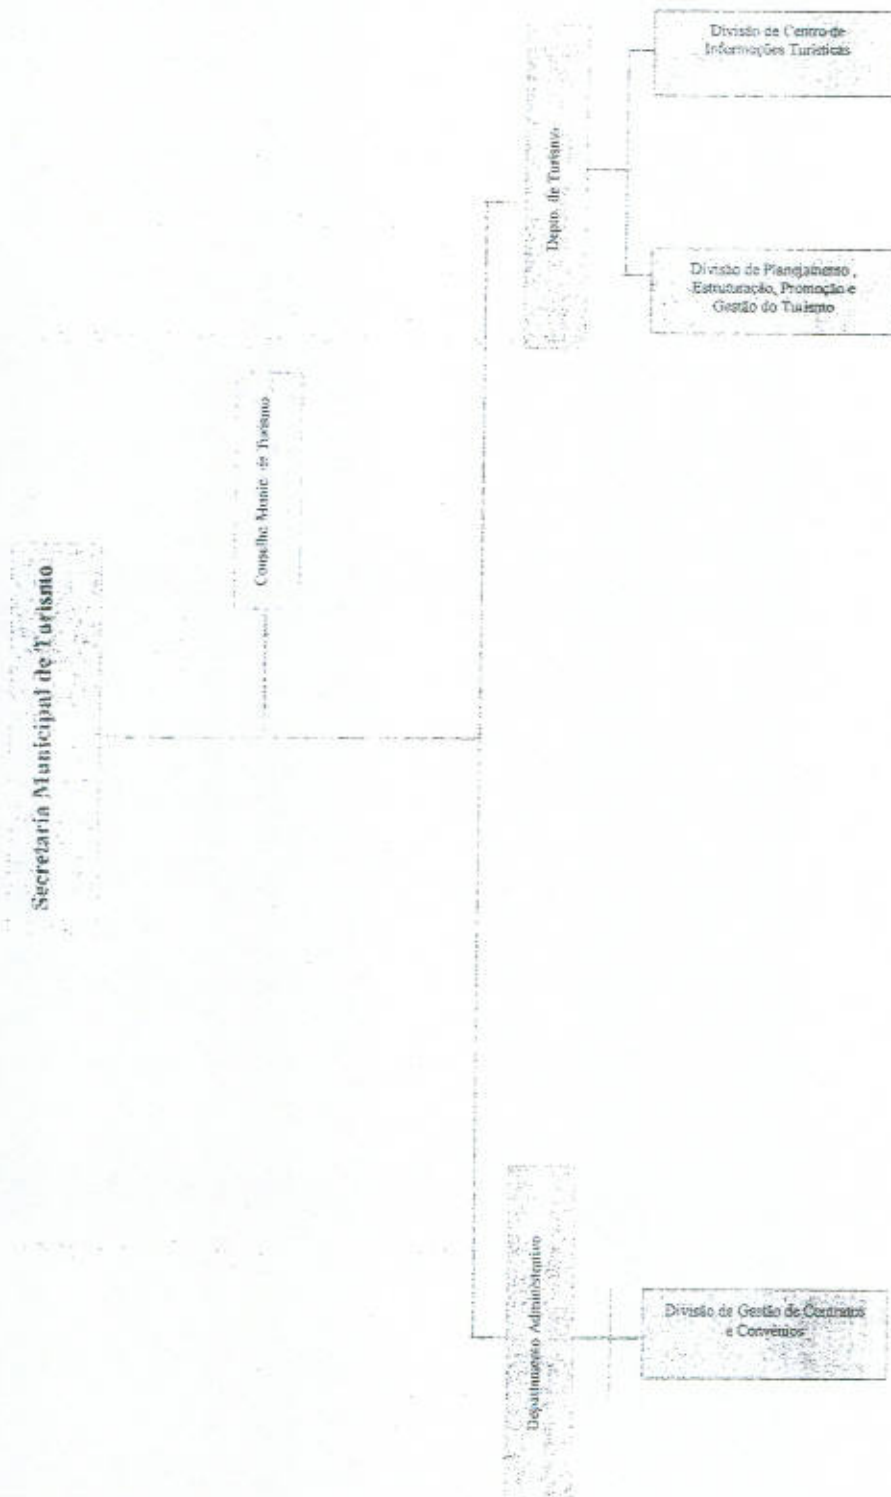 Secretaria Municipal de Turismo
Conselho Munic. de Turismo
Departamento Administrativo
Depto. de Turismo
Divisão de Gestão de Contratos
e Convênios
Divisão de Planejamento ,
Estruturação, Promoção e
Gestão do Turismo
Divisão de Centro de
Informações Turísticas